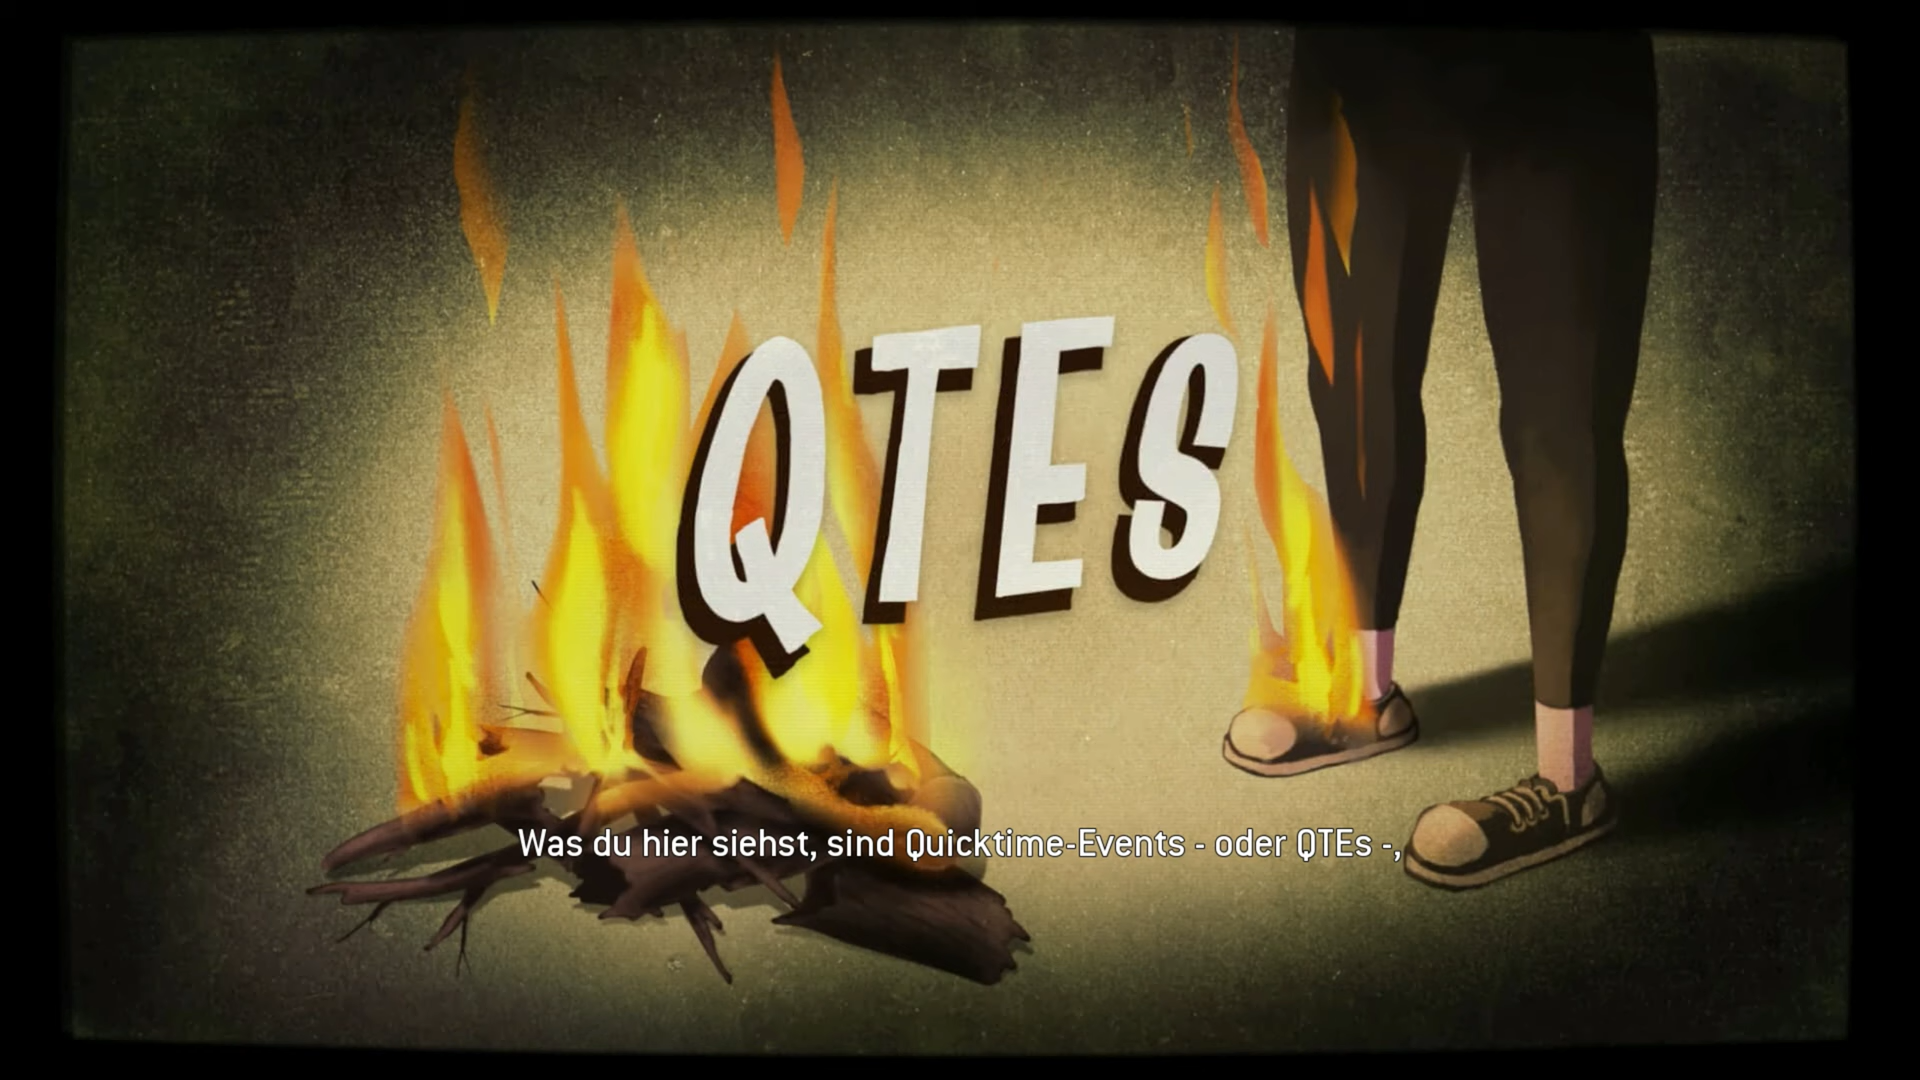 QTES
Was du hier siehst, sind Quicktime-Events - oder QTEs -,